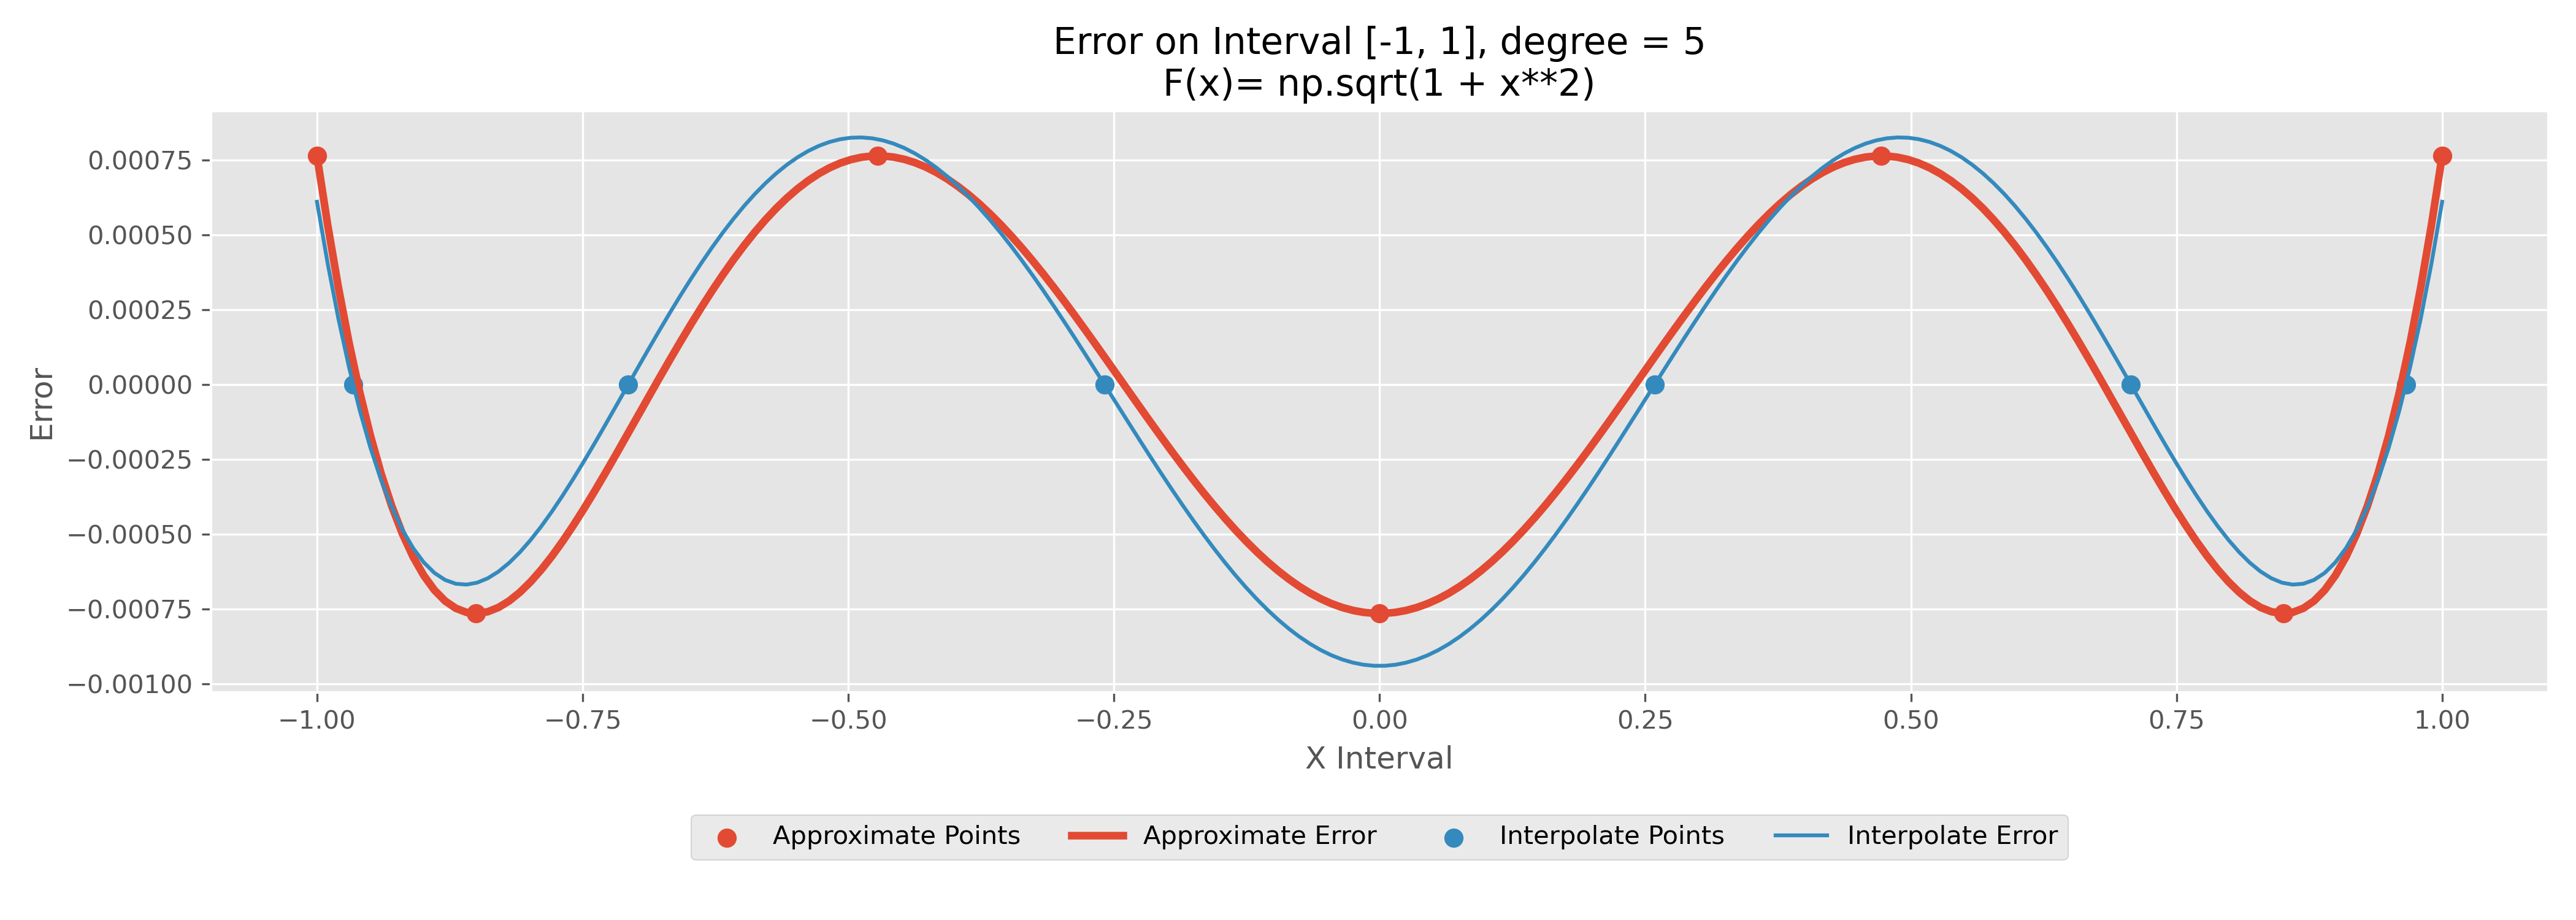 Error on Interval [-1, 1], degree = 5
F(x)= np.sqrt(1 + x**2)
Error
0.00075
0.00050
0.00025
0.00000
−0.00025
−0.00050
−0.00075
−0.00100
−1.00 −0.75 −0.50 −0.25 0.00 0.25 0.50 0.75 1.00
X Interval
Approximate Points Approximate Error Interpolate Points Interpolate Error